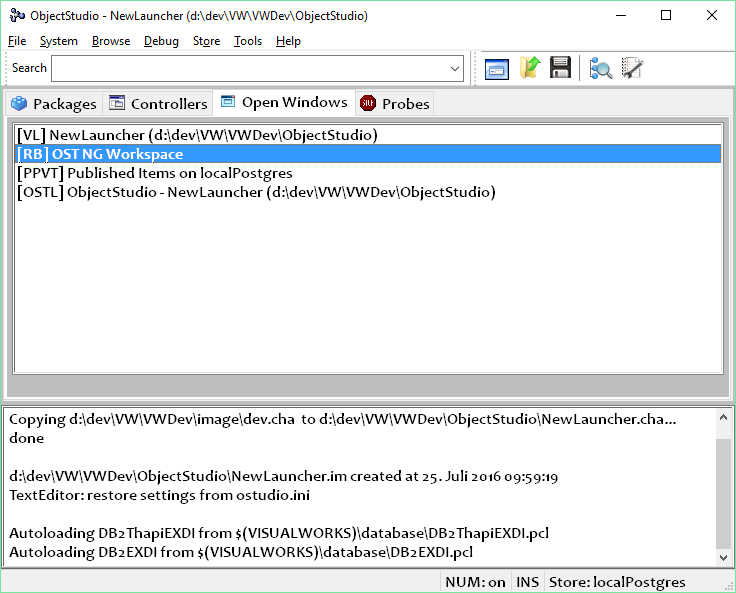 ObjectStudio - NewLauncher (d:\dev\VW\VWDev\ObjectStudio)
File System Browse Debug Store Tools Help
Search
Packages Controllers Open Windows Probes
[VL] NewLauncher (d:\dev\VW\VWDev\ObjectStudio)
[RB] OST NG Workspace
[PPVT] Published Items on localPostgres
[OSTL] ObjectStudio - NewLauncher (d:\dev\VW\VWDev\ObjectStudio)
Copying d:\dev\VW\VWDev\image\dev.cha  to d:\dev\VW\VWDev\ObjectStudio\NewLauncher.cha...
done
d:\dev\VW\VWDev\ObjectStudio\NewLauncher.im created at 25. Juli 2016 09:59:19
TextEditor: restore settings from ostudio.ini
Autoloading DB2ThapiEXDI from $(VISUALWORKS)\database\DB2ThapiEXDI.pcl
Autoloading DB2EXDI from $(VISUALWORKS)\database\DB2EXDI.pcl
NUM: on INS Store: localPostgres